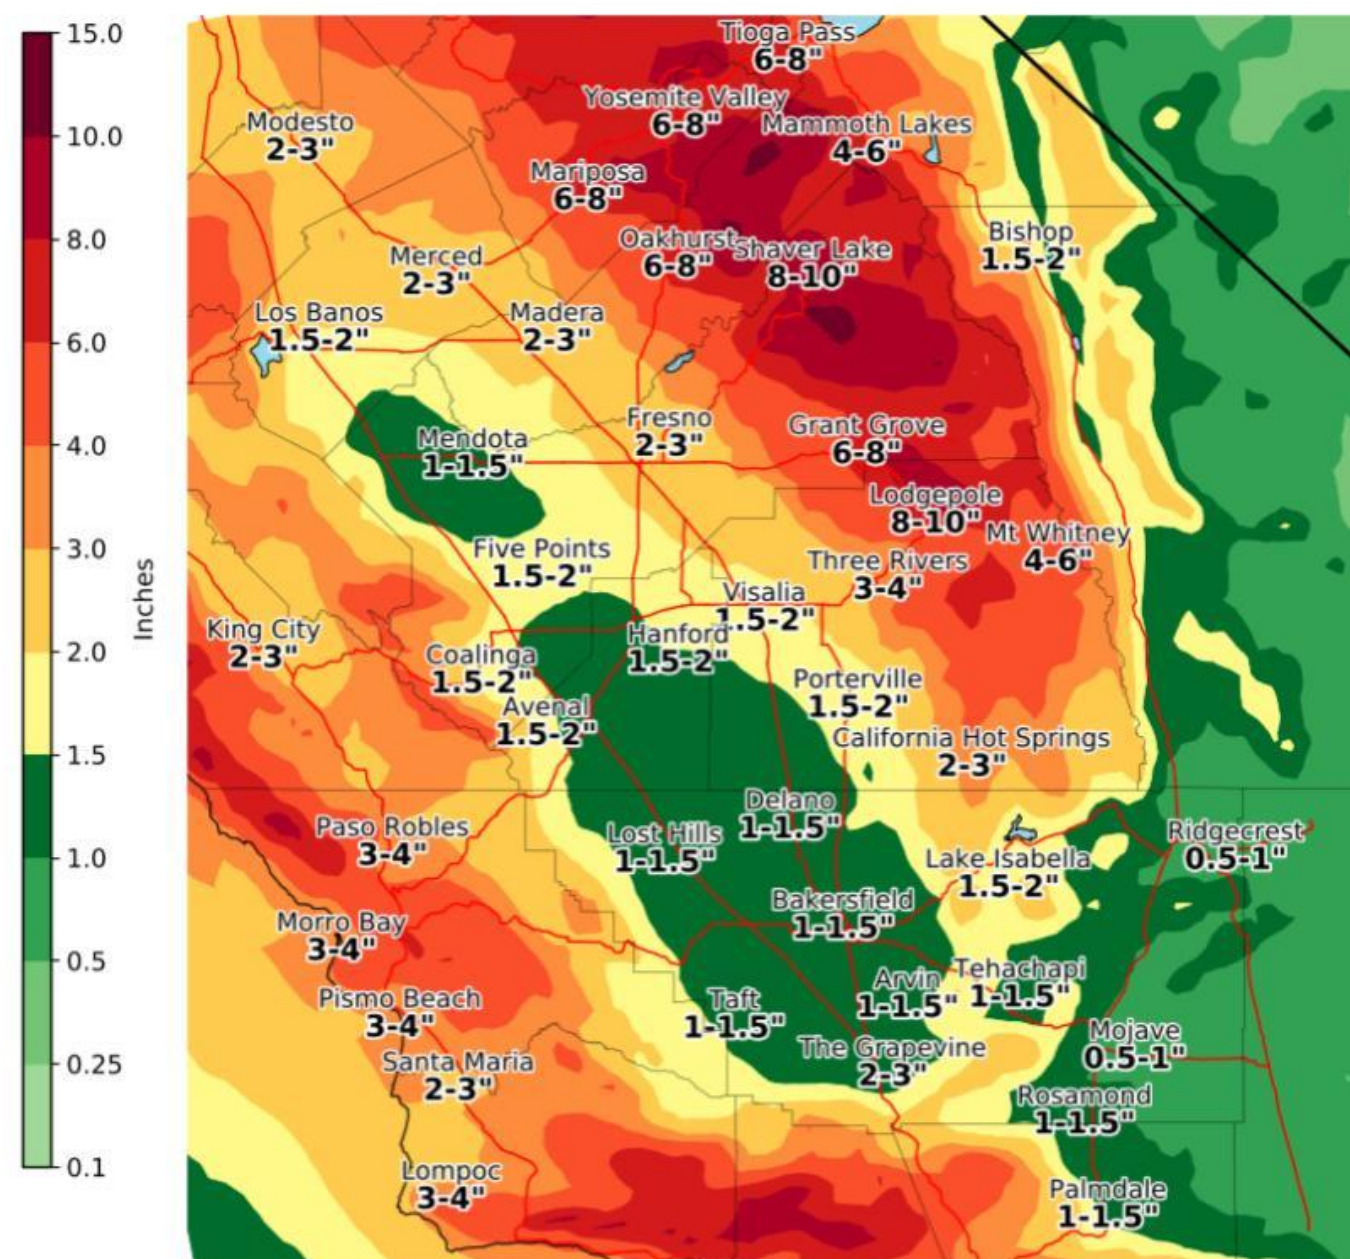 15.0
10.0
8.0
6.0
4.0
3.0
2.0
1.5
1.0
0.5
0.25
0.1
Inches
Tioga Pass
6-8"
Yosemite Valley
6-8"
Modesto
2-3"
Mammoth Lakes
4-6"
Mariposa
6-8"
Bishop
1.5-2"
Oakhurst
6-8"
Shaver Lake
8-10"
Merced
2-3"
Los Banos
1.5-2"
Madera
2-3"
Fresno
2-3"
Grant Grove
6-8"
Mendota
1-1.5"
Lodgepole
8-10"
Mt Whitney
4-6"
Five Points
1.5-2"
Three Rivers
3-4"
Visalia
1.5-2"
King City
2-3"
Hanford
1.5-2"
Coalinga
1.5-2"
Porterville
1.5-2"
Avenal
1.5-2"
California Hot Springs
2-3"
Delano
1-1.5"
Paso Robles
3-4"
Lost Hills
1-1.5"
Ridgecrest
0.5-1"
Lake Isabella
1.5-2"
Bakersfield
1-1.5"
Morro Bay
3-4"
Tehachapi
1-1.5"
Arvin
1-1.5"
Pismo Beach
3-4"
Taft
1-1.5"
Mojave
0.5-1"
The Grapevine
2-3"
Santa Maria
2-3"
Rosamond
1-1.5"
Lompoc
3-4"
Palmdale
1-1.5"